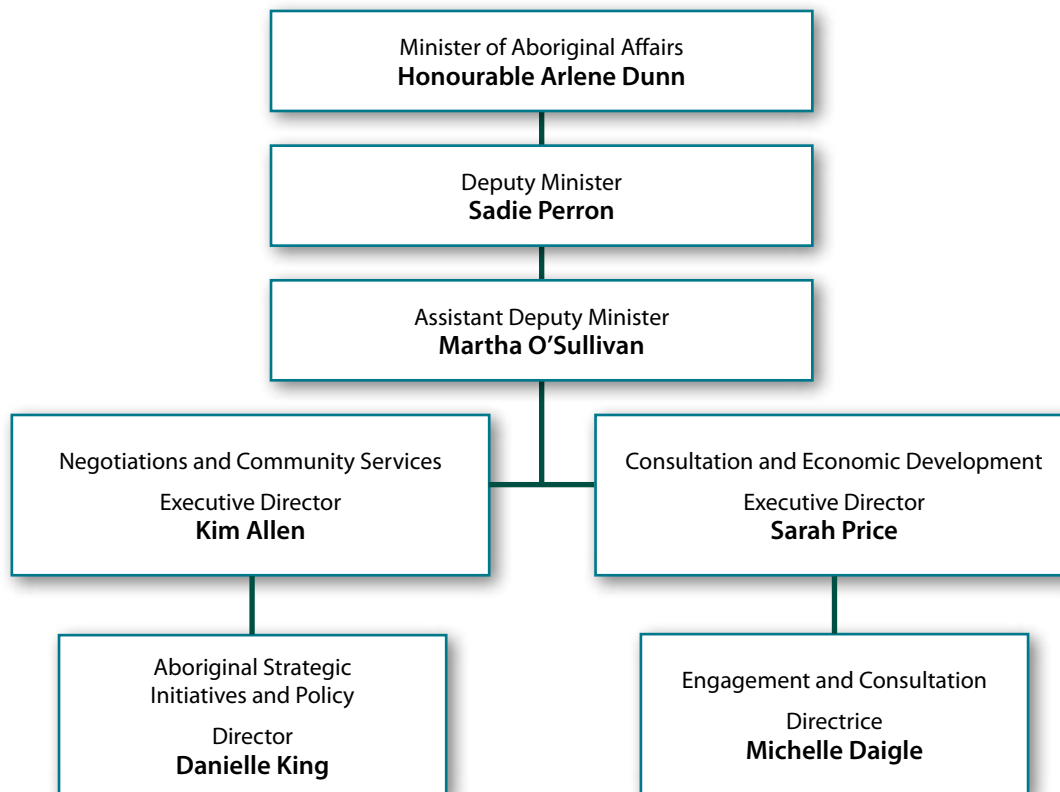 Minister of Aboriginal Affairs
Honourable Arlene Dunn
Deputy Minister
Sadie Perron
Assistant Deputy Minister
Martha O’Sullivan
Negotiations and Community Services
Executive Director
Kim Allen
Consultation and Economic Development
Executive Director
Sarah Price
Aboriginal Strategic
Initiatives and Policy
Director
Danielle King
Engagement and Consultation
Directrice
Michelle Daigle